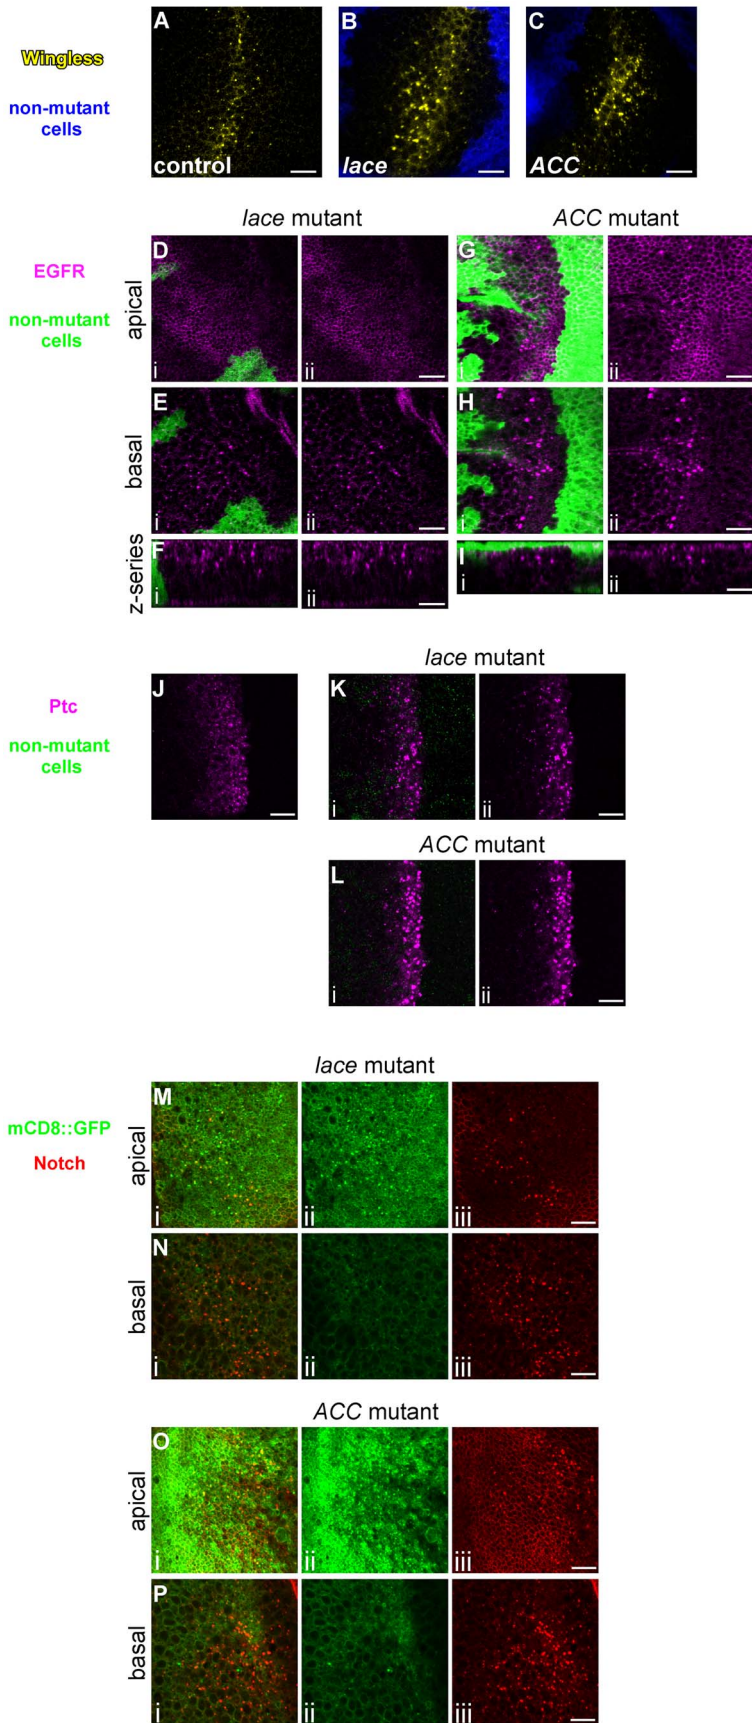 A
B
C
Wingless
non-mutant
cells
control
lace
ACC
lace mutant
ACC mutant
D
G
EGFR
non-mutant
cells
apical
i
ii
i
ii
E
H
basal
i
ii
i
ii
F
I
z-series
i
ii
i
ii
lace mutant
J
K
Ptc
non-mutant
cells
i
ii
ACC mutant
L
i
ii
lace mutant
M
mCD8::GFP
Notch
apical
i
ii
iii
N
basal
i
ii
iii
ACC mutant
O
apical
i
ii
iii
P
basal
i
ii
iii